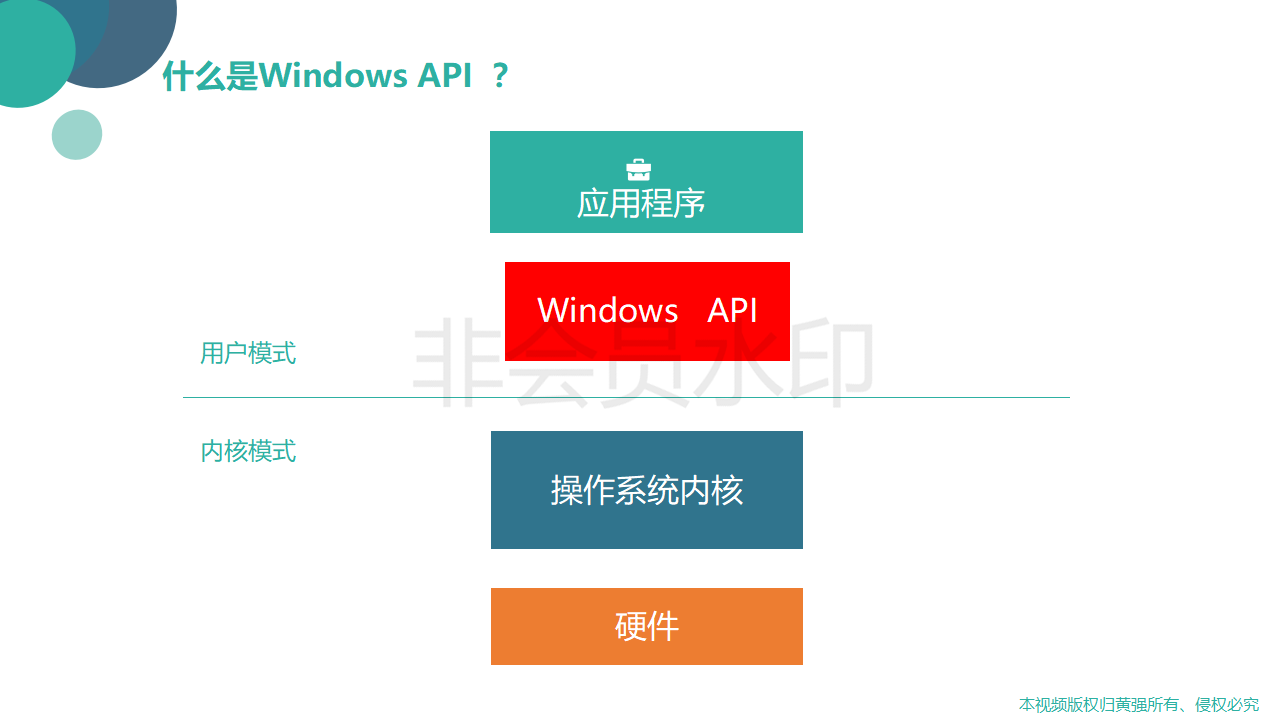 什么是Windows API ？
应用程序
Windows API
非会员水印
用户模式
内核模式
操作系统内核
硬件
本视频版权归黄强所有、侵权必究